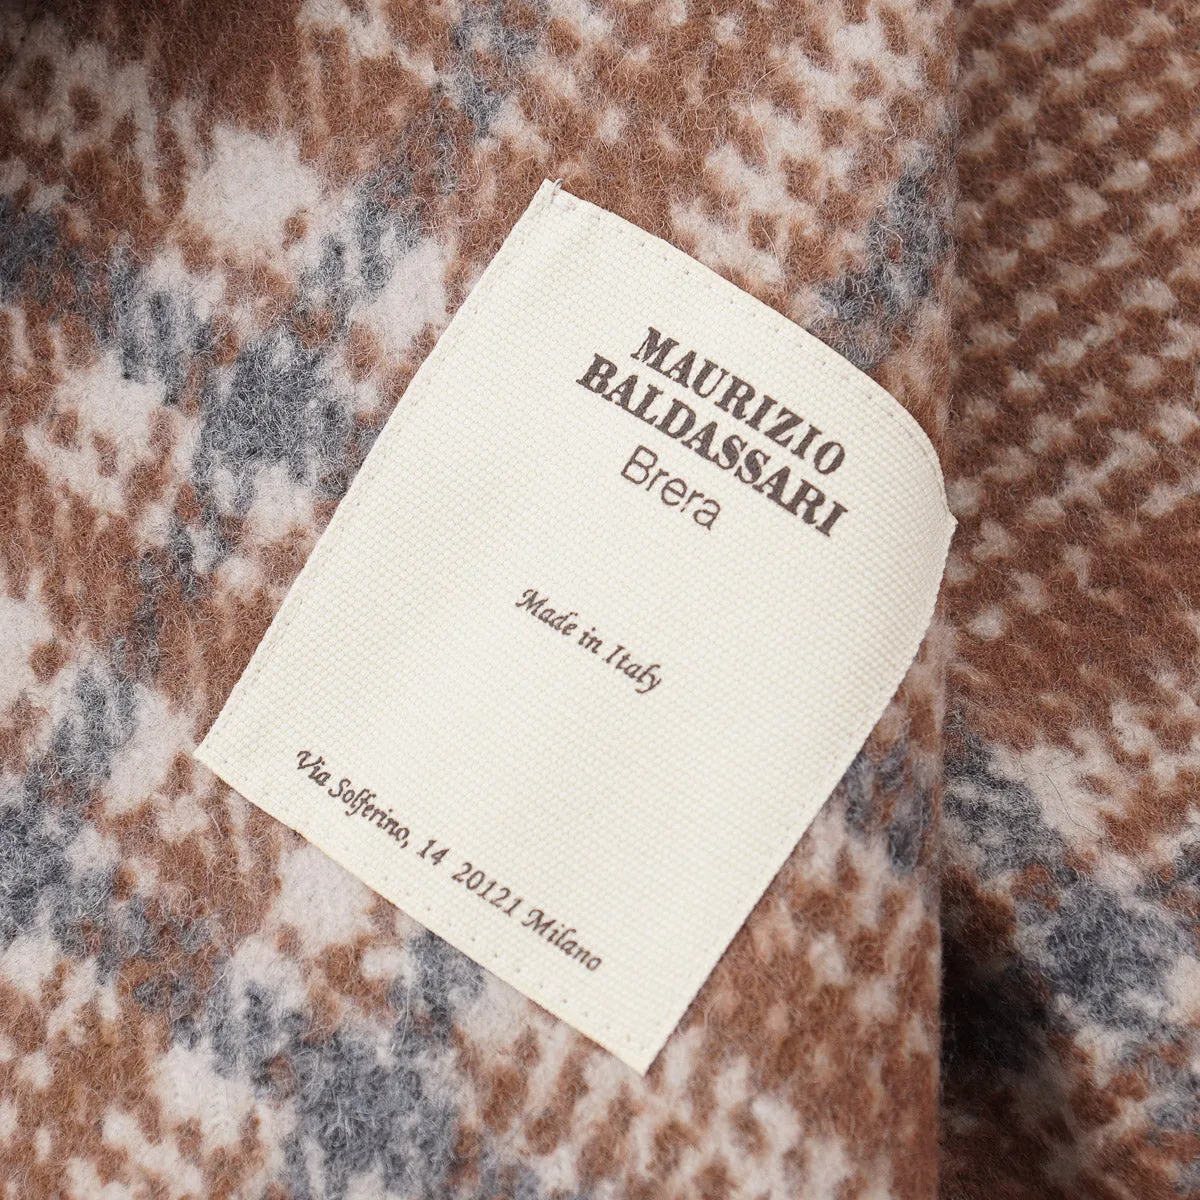 MAURIZIO
BALDASSARI
Brera
Made in Italy
Via Solferino, 14 20121 Milano